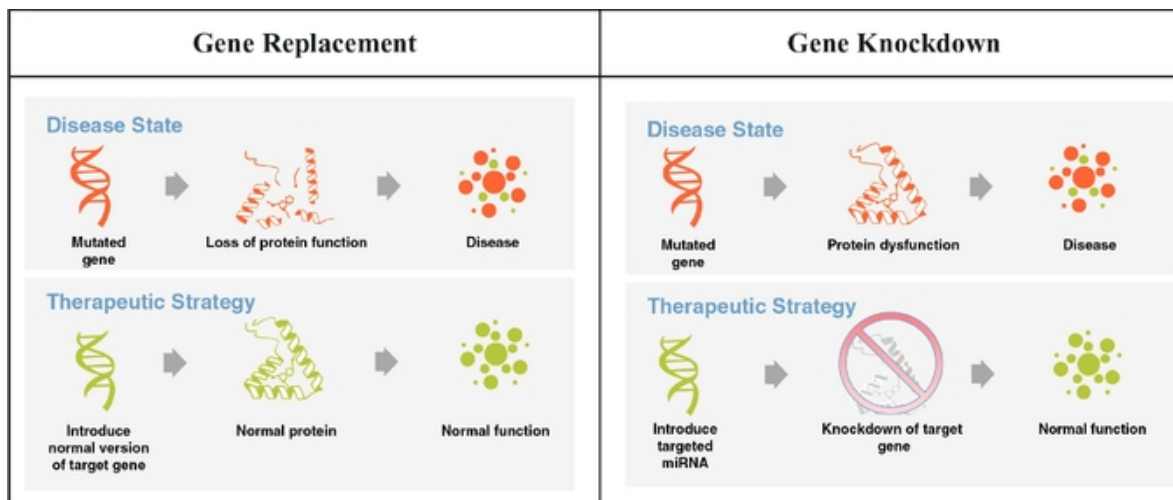 Gene Replacement
Gene Knockdown
Disease State
Mutated
gene
Loss of protein function
Disease
Therapeutic Strategy
Introduce
normal version
of target gene
Normal protein
Normal function
Disease State
Mutated
gene
Protein dysfunction
Disease
Therapeutic Strategy
Introduce
targeted
miRNA
Knockdown of target
gene
Normal function